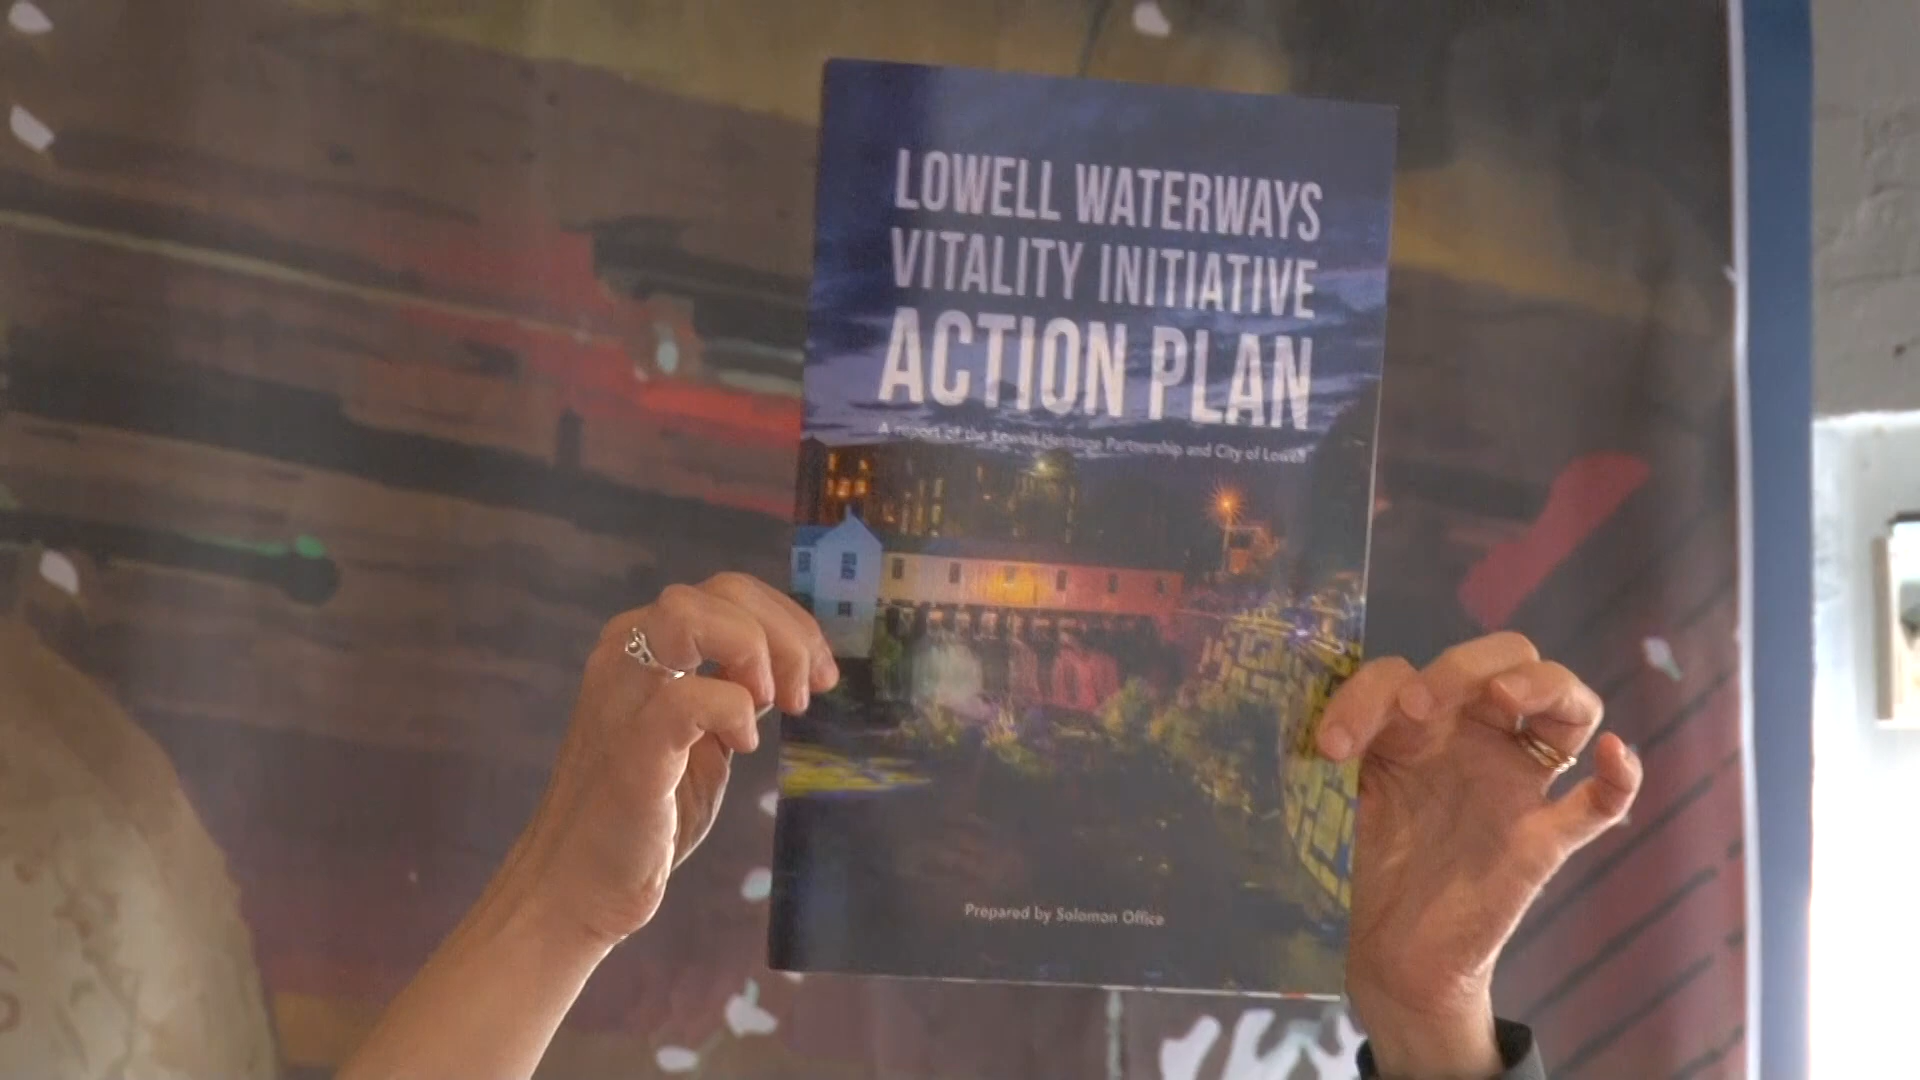 LOWELL WATERWAYS
VITALITY INITIATIVE
ACTION PLAN
A report of the Lowell Heritage Partnership and City of Lowell
Prepared by Solomon Office